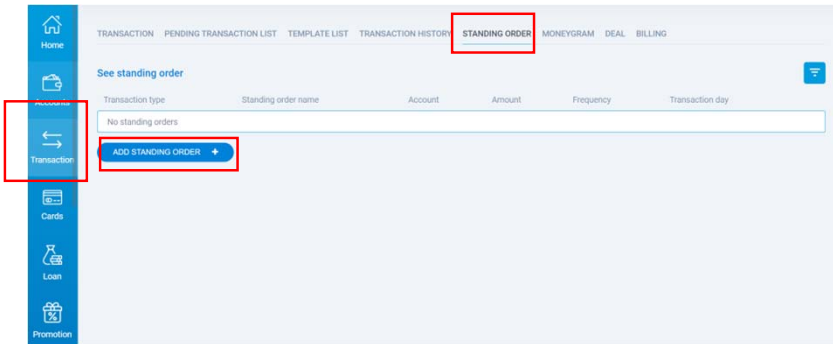 Home
Accounts
Transaction
Cards
Loan
Promotion
TRANSACTION PENDING TRANSACTION LIST TEMPLATE LIST TRANSACTION HISTORY STANDING ORDER MONEYGRAM DEAL BILLING
See standing order
Transaction type Standing order name Account Amount Frequency Transaction day
No standing orders
ADD STANDING ORDER +